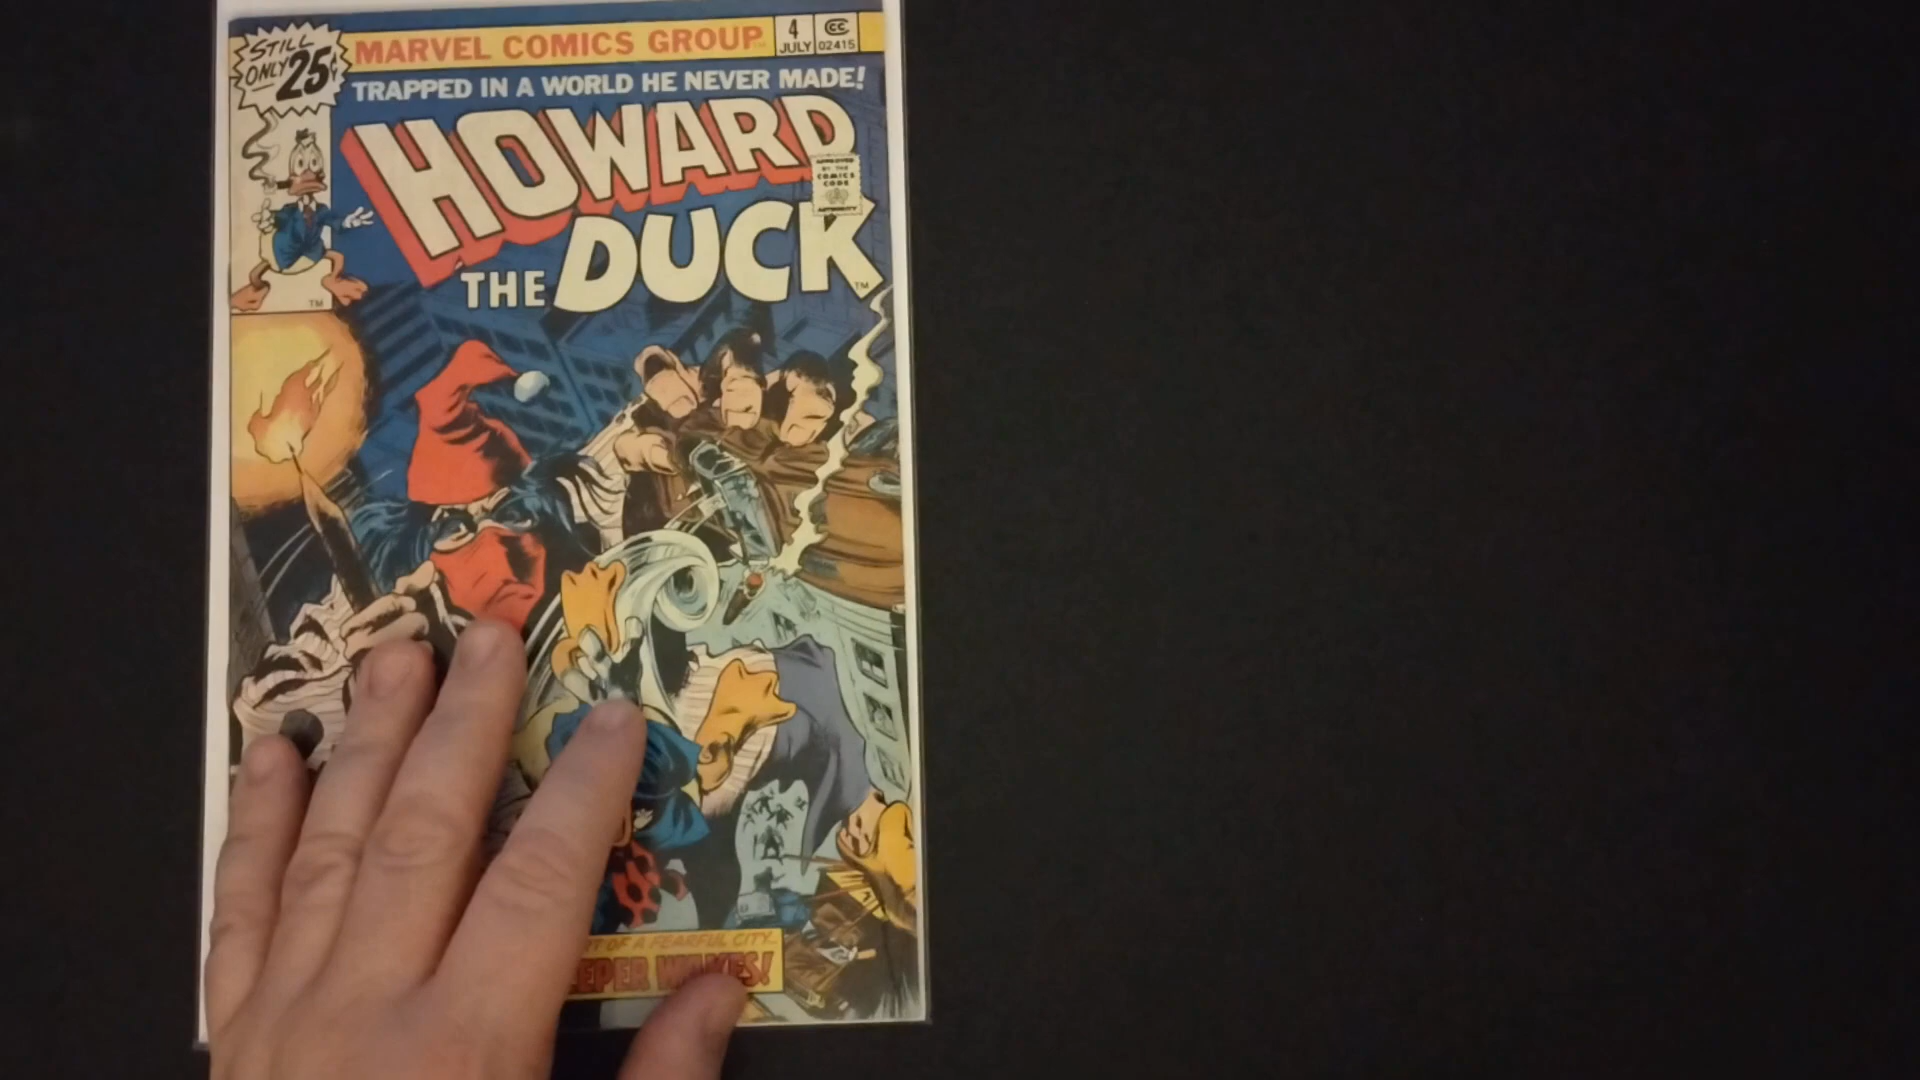 STILL
ONLY 25¢
MARVEL COMICS GROUP
4
JULY
CC
02415
TRAPPED IN A WORLD HE NEVER MADE!
HOWARD
THE DUCK
TM
TM
APPROVED
BY THE
COMICS
CODE
AUTHORITY
OF A FEARFUL CITY...
WAKES!